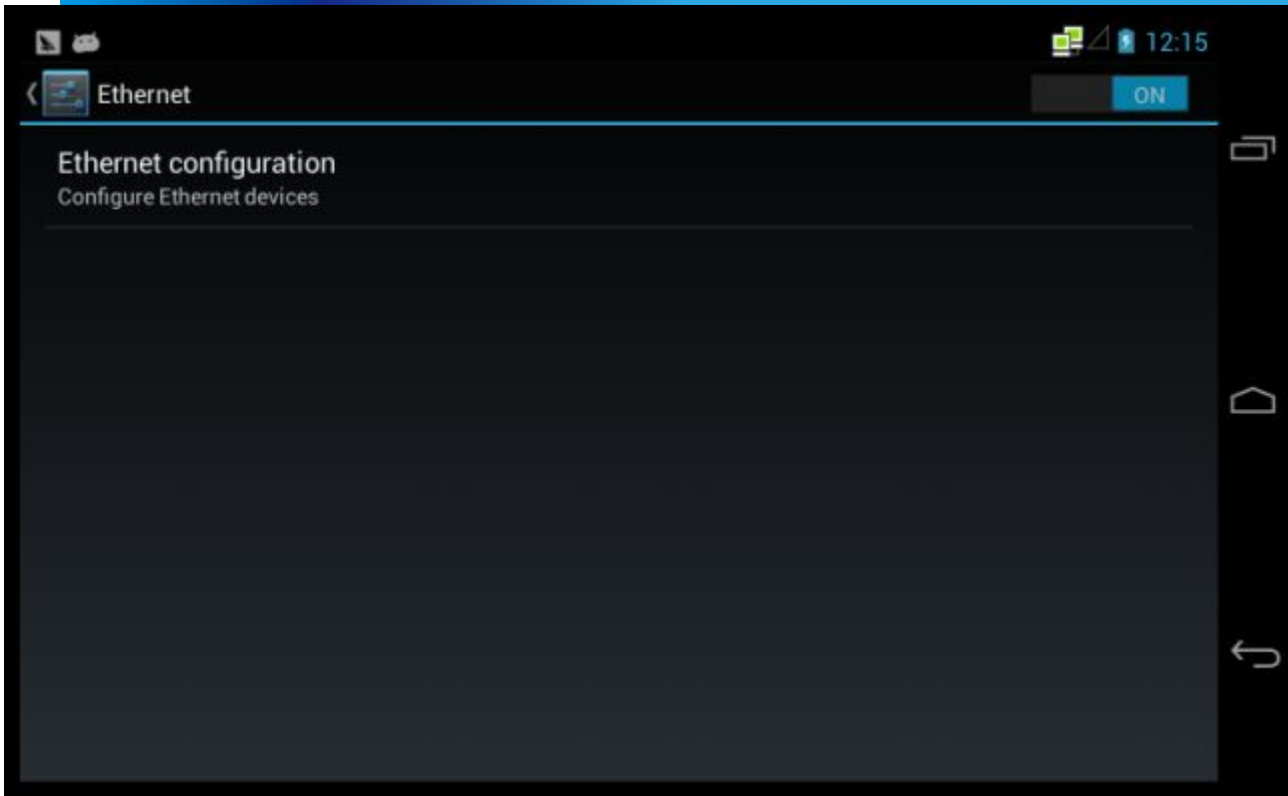 12:15
Ethernet
ON
Ethernet configuration
Configure Ethernet devices